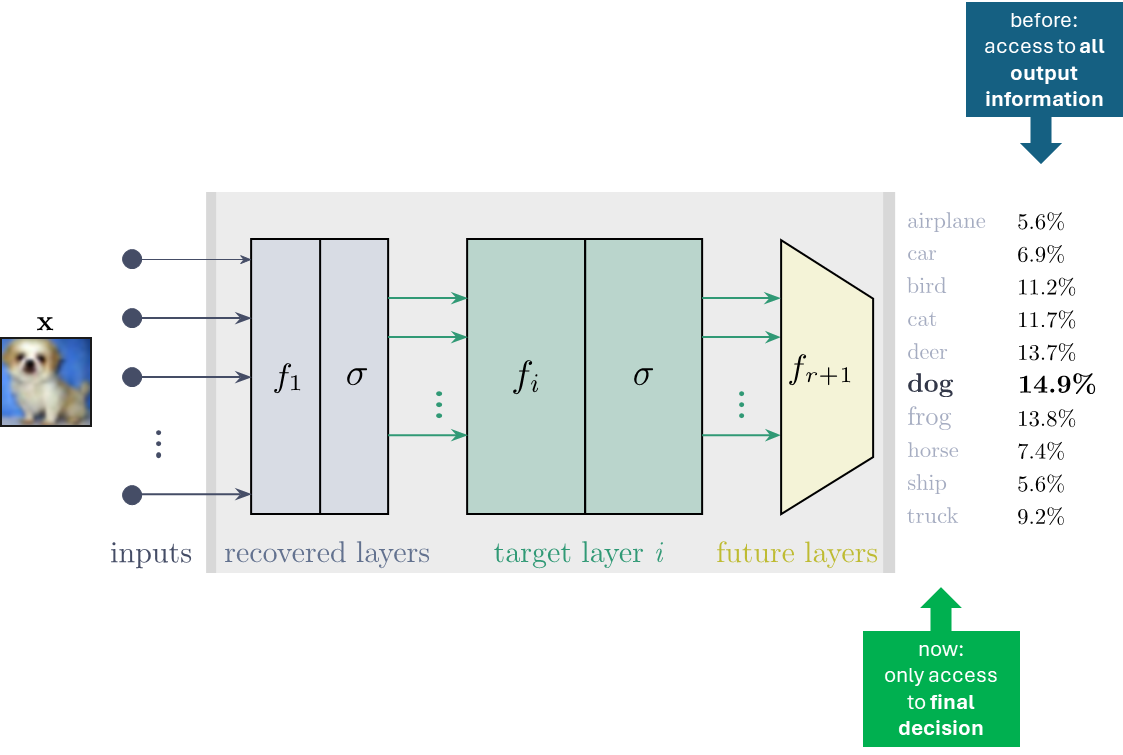 before:
access to all
output
information
x
inputs
f1 σ
fi σ
fr+1
recovered layers
target layer i
future layers
airplane 5.6%
car 6.9%
bird 11.2%
cat 11.7%
deer 13.7%
dog 14.9%
frog 13.8%
horse 7.4%
ship 5.6%
truck 9.2%
now:
only access
to final
decision